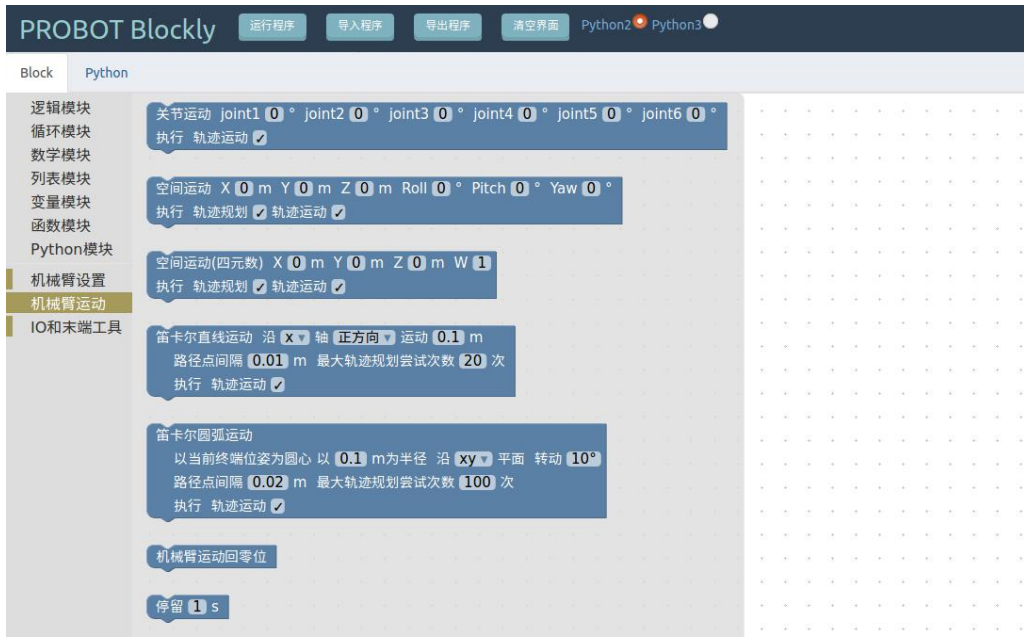 PROBOT Blockly 运行程序 导入程序 导出程序 清空界面 Python2 Python3
Block Python
逻辑模块
循环模块
数学模块
列表模块
变量模块
函数模块
Python模块
机械臂设置
机械臂运动
IO和末端工具
关节运动 joint1 0 ° joint2 0 ° joint3 0 ° joint4 0 ° joint5 0 ° joint6 0 °
执行 轨迹运动
空间运动 X 0 m Y 0 m Z 0 m Roll 0 ° Pitch 0 ° Yaw 0 °
执行 轨迹规划 轨迹运动
空间运动(四元数) X 0 m Y 0 m Z 0 m W 1
执行 轨迹规划 轨迹运动
笛卡尔直线运动 沿 x 轴 正方向 运动 0.1 m
路径点间隔 0.01 m 最大轨迹规划尝试次数 20 次
执行 轨迹运动
笛卡尔圆弧运动
以当前终端位姿为圆心 以 0.1 m为半径 沿 xy 平面 转动 10°
路径点间隔 0.02 m 最大轨迹规划尝试次数 100 次
执行 轨迹运动
机械臂运动回零位
停留 1 s